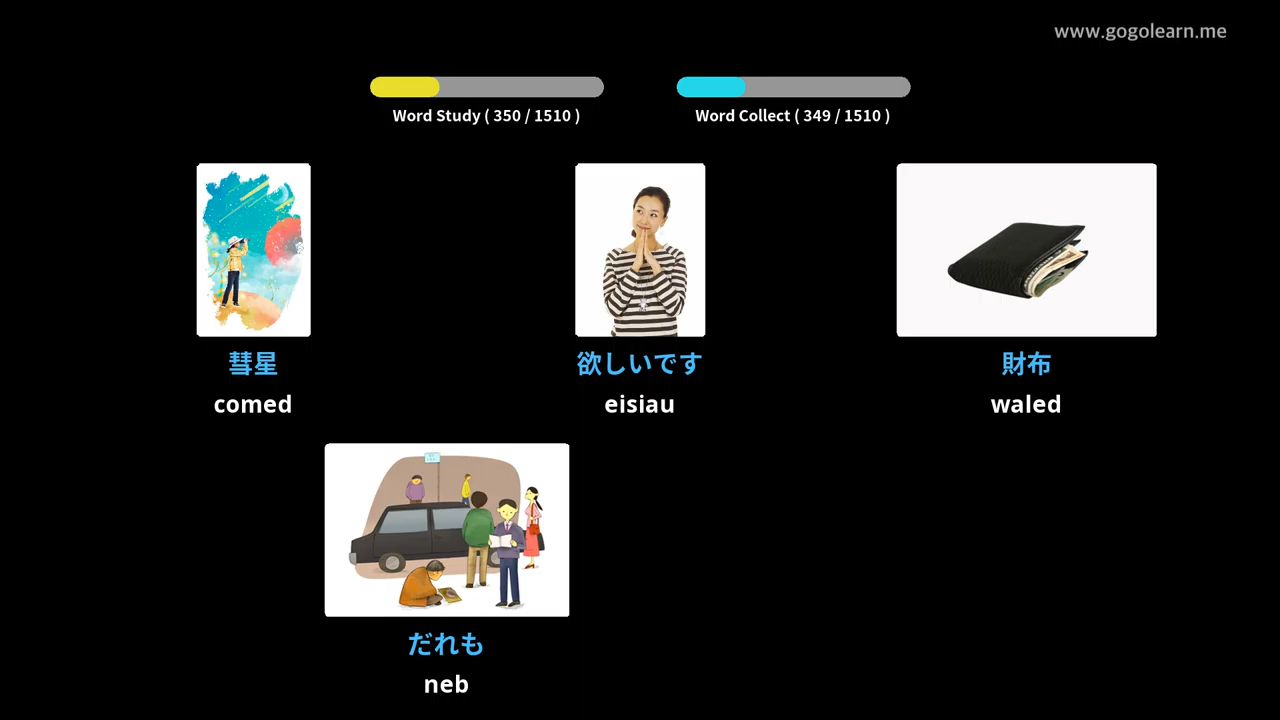 www.gogolearn.me
Word Study ( 350 / 1510 )
Word Collect ( 349 / 1510 )
彗星
comed
欲しいです
eisiau
財布
waled
だれも
neb